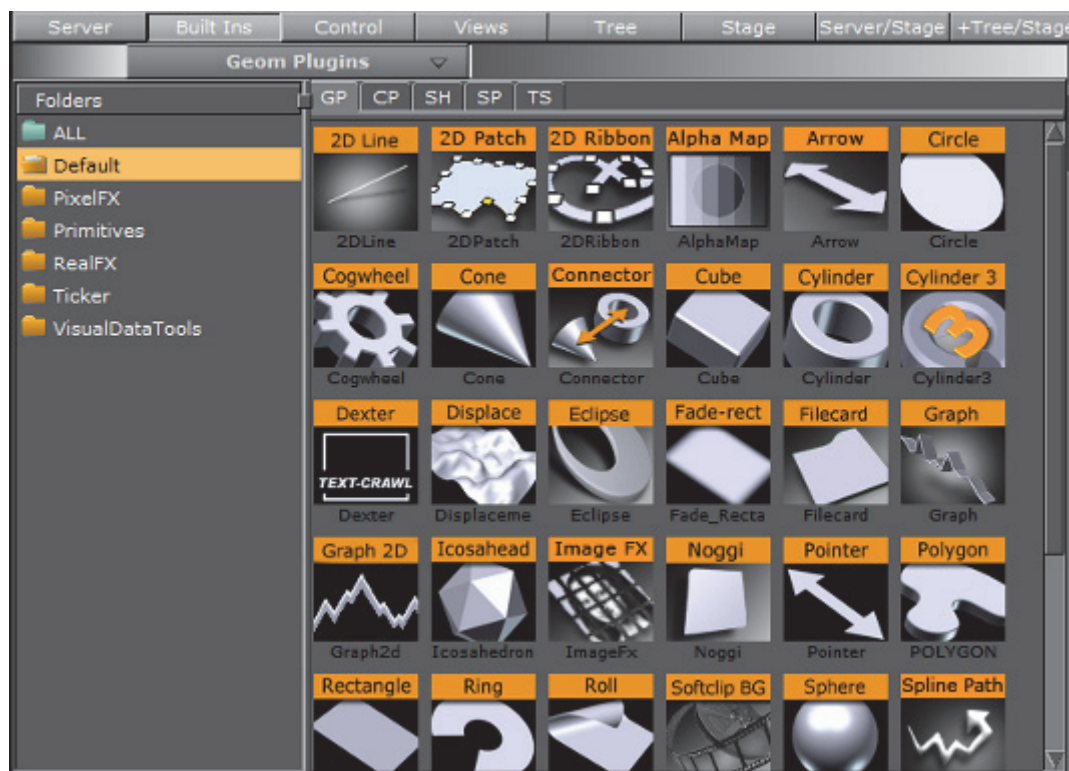 Server Built Ins Control Views Tree Stage Server/Stage +Tree/Stage
Geom Plugins
Folders
GP CP SH SP TS
ALL
Default
PixelFX
Primitives
RealFX
Ticker
VisualDataTools
2D Line 2D Patch 2D Ribbon Alpha Map Arrow Circle
2DLine 2DPatch 2DRibbon AlphaMap Arrow Circle
Cogwheel Cone Connector Cube Cylinder Cylinder 3
3
Cogwheel Cone Connector Cube Cylinder Cylinder3
Dexter Displace Eclipse Fade-rect Filecard Graph
TEXT-CRAWL
Dexter Displaceme Eclipse Fade_Recta Filecard Graph
Graph 2D Icosahead Image FX Noggi Pointer Polygon
Graph2d Icosahedron ImageFx Noggi Pointer POLYGON
Rectangle Ring Roll Softclip BG Sphere Spline Path